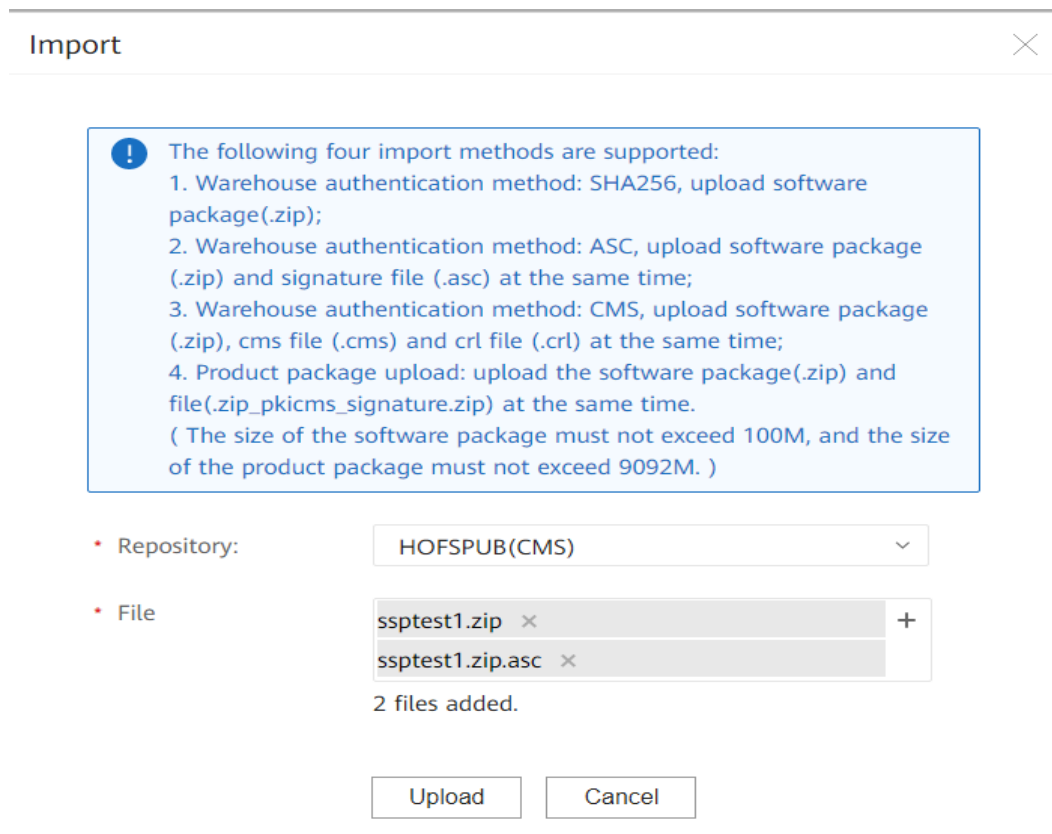 Import
The following four import methods are supported:
1. Warehouse authentication method: SHA256, upload software
package(.zip);
2. Warehouse authentication method: ASC, upload software package
(.zip) and signature file (.asc) at the same time;
3. Warehouse authentication method: CMS, upload software package
(.zip), cms file (.cms) and crl file (.crl) at the same time;
4. Product package upload: upload the software package(.zip) and
file(.zip_pkicms_signature.zip) at the same time.
( The size of the software package must not exceed 100M, and the size
of the product package must not exceed 9092M. )
* Repository: HOFSPUB(CMS)
* File
ssptest1.zip
ssptest1.zip.asc
2 files added.
Upload Cancel